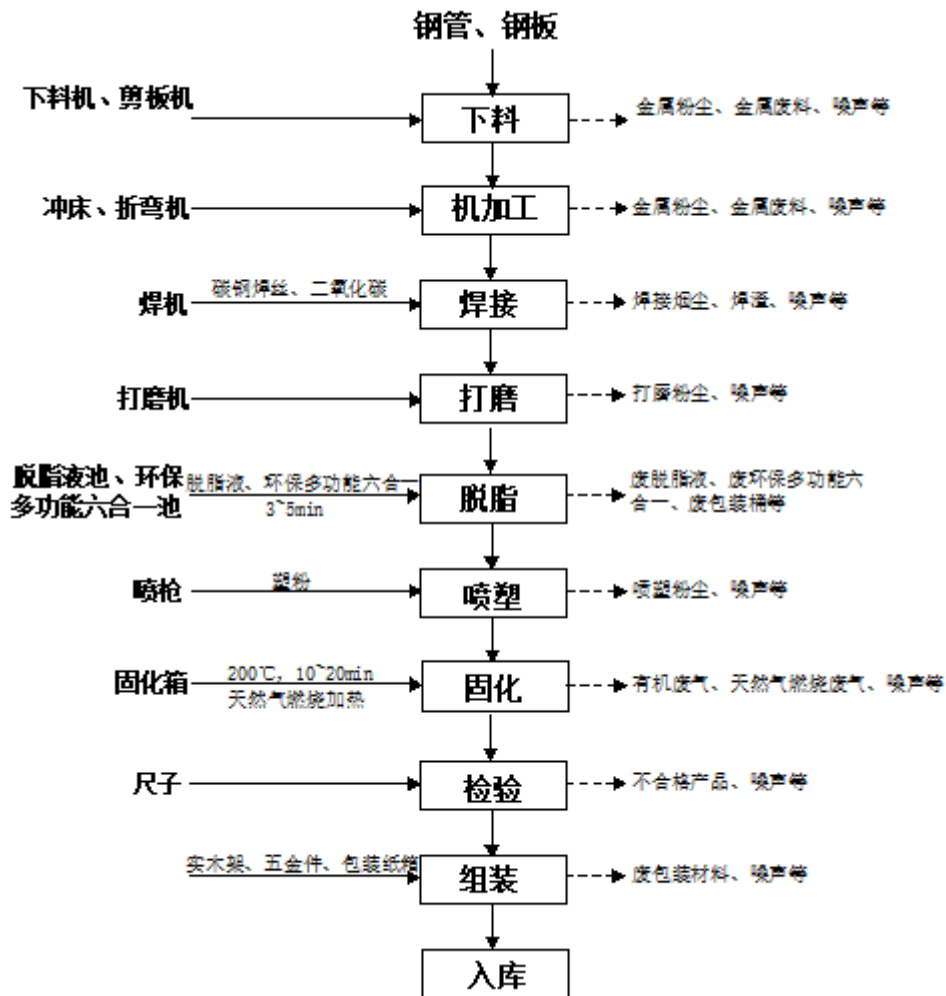 钢管、钢板
下料机、剪板机
下料
金属粉尘、金属废料、噪声等
冲床、折弯机
机加工
金属粉尘、金属废料、噪声等
焊机
碳钢焊丝、二氧化碳
焊接
焊接烟尘、焊渣、噪声等
打磨机
打磨
打磨粉尘、噪声等
脱脂液池、环保
多功能六合一池
脱脂液、环保多功能六合一
3~5min
脱脂
废脱脂液、废环保多功能六
合一、废包装桶等
喷枪
塑粉
喷塑
喷塑粉尘、噪声等
固化箱
200℃, 10~20min
天然气燃烧加热
固化
有机废气、天然气燃烧废气、噪声等
尺子
检验
不合格产品、噪声等
实木架、五金件、包装纸箱
组装
废包装材料、噪声等
入库